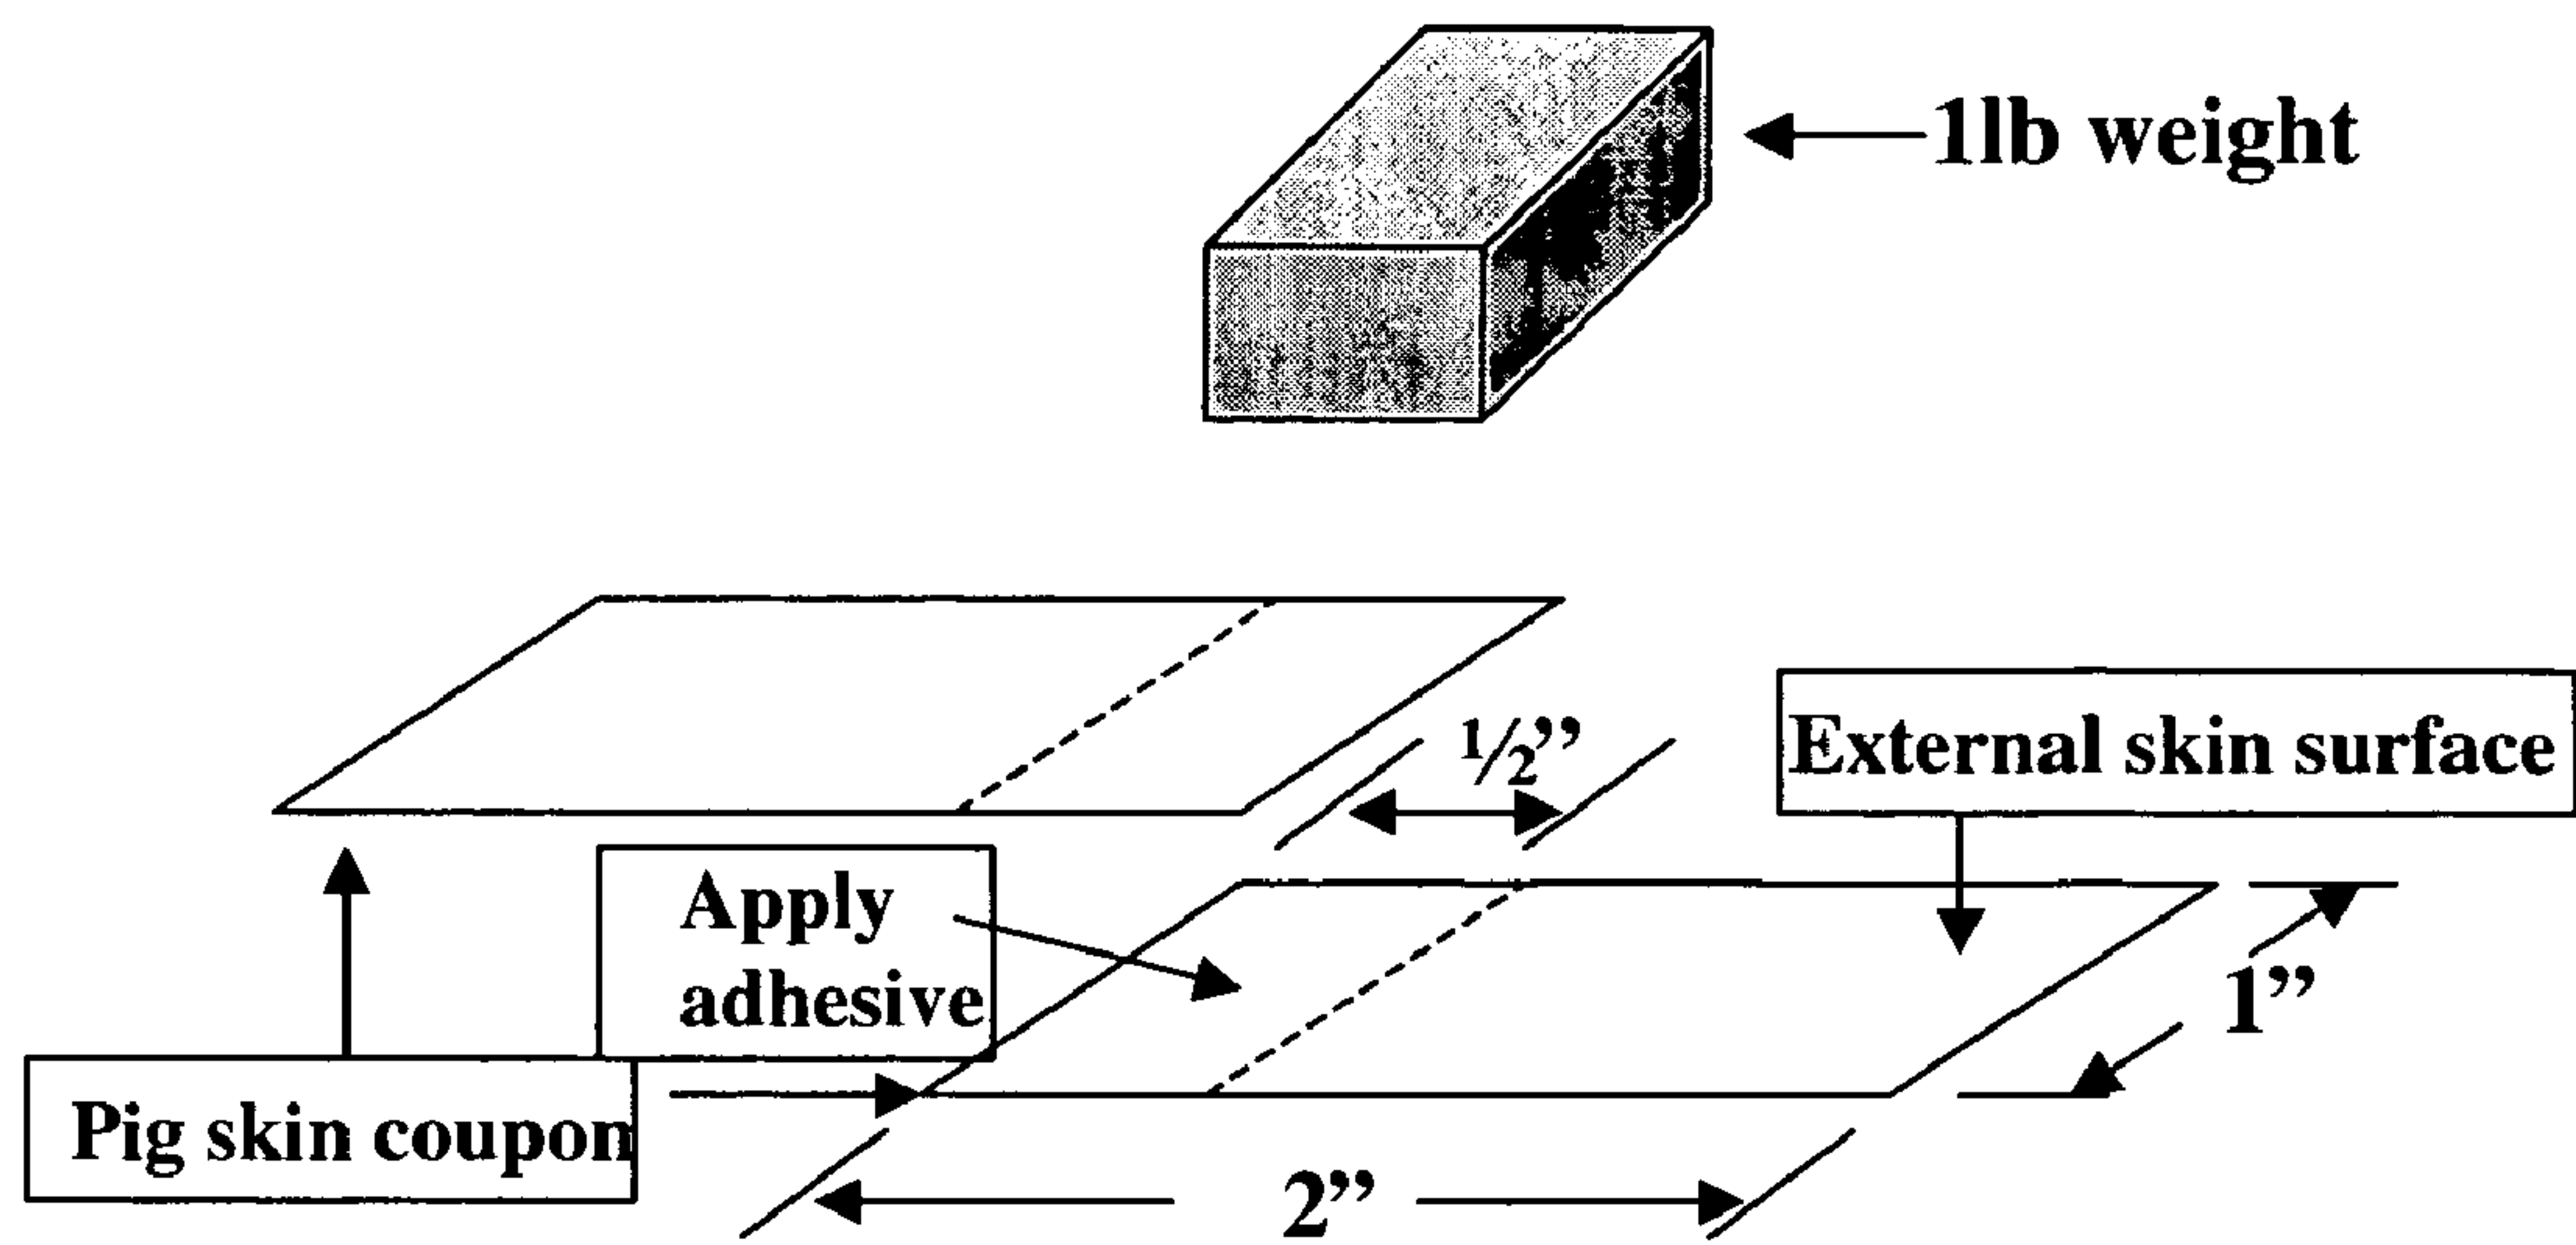 1lb weight
½”
External skin surface
Apply
adhesive
1”
Pig skin coupon
2”